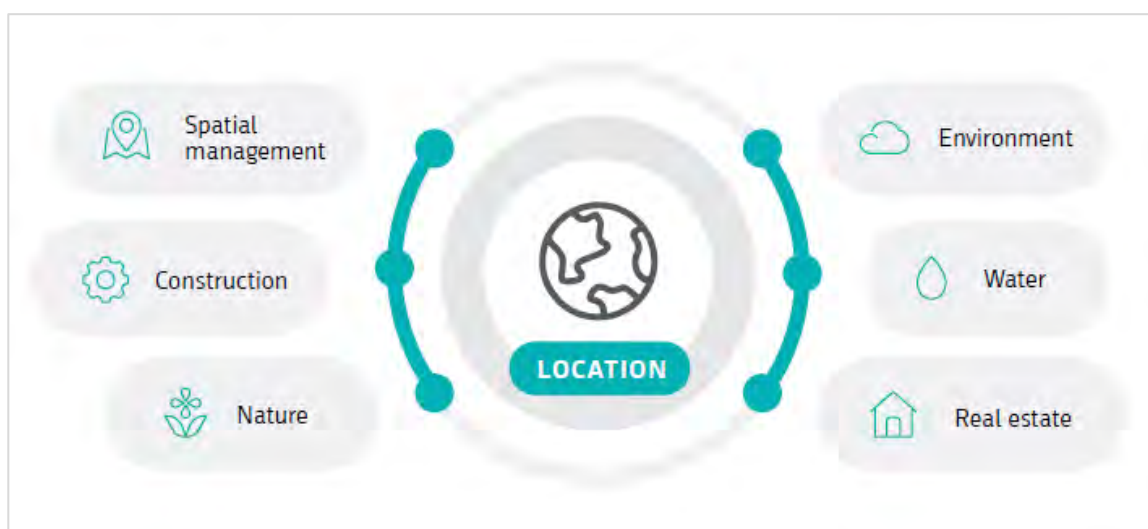 Spatial
management
Construction
Nature
LOCATION
Environment
Water
Real estate